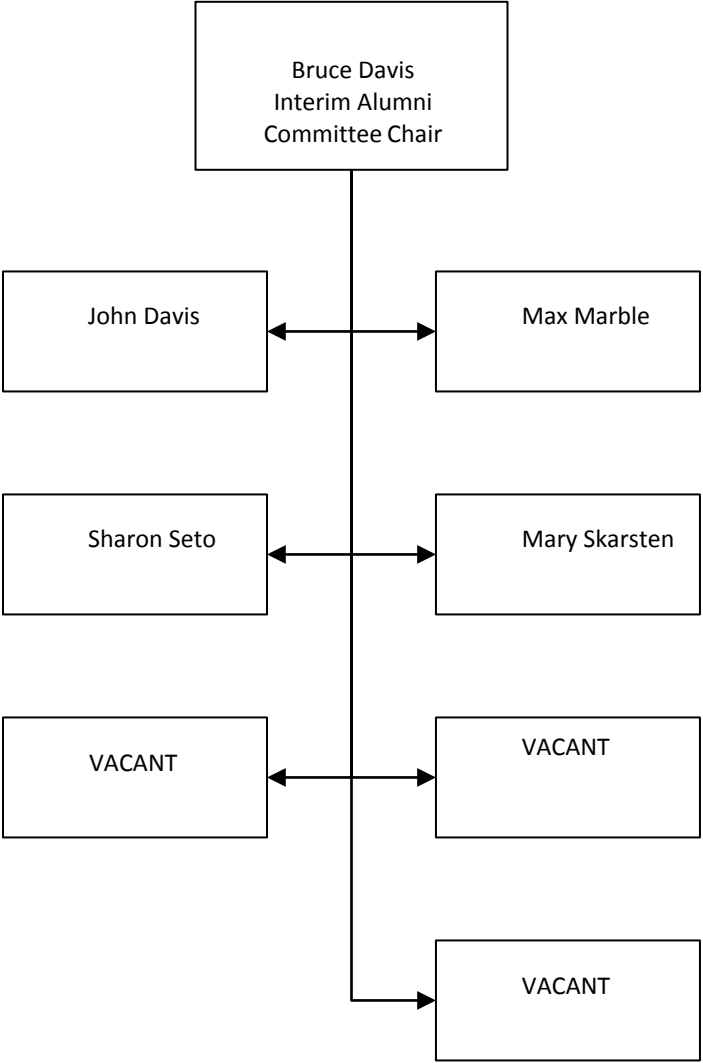 Bruce Davis
Interim Alumni
Committee Chair
John Davis
Max Marble
Sharon Seto
Mary Skarsten
VACANT
VACANT
VACANT